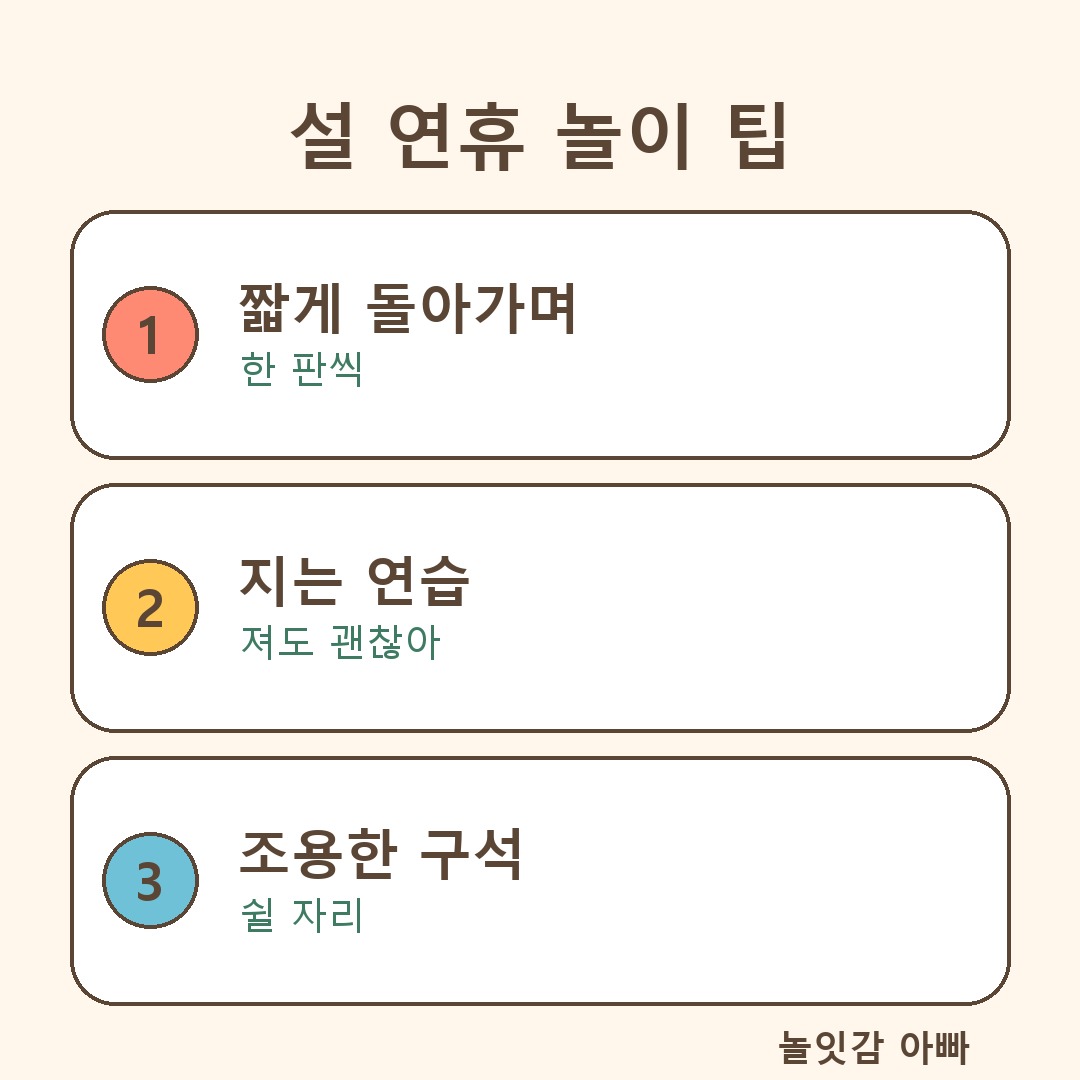 설 연휴 놀이 팁
1
짧게 돌아가며
한 판씩
2
지는 연습
져도 괜찮아
3
조용한 구석
쉴 자리
놀잇감 아빠